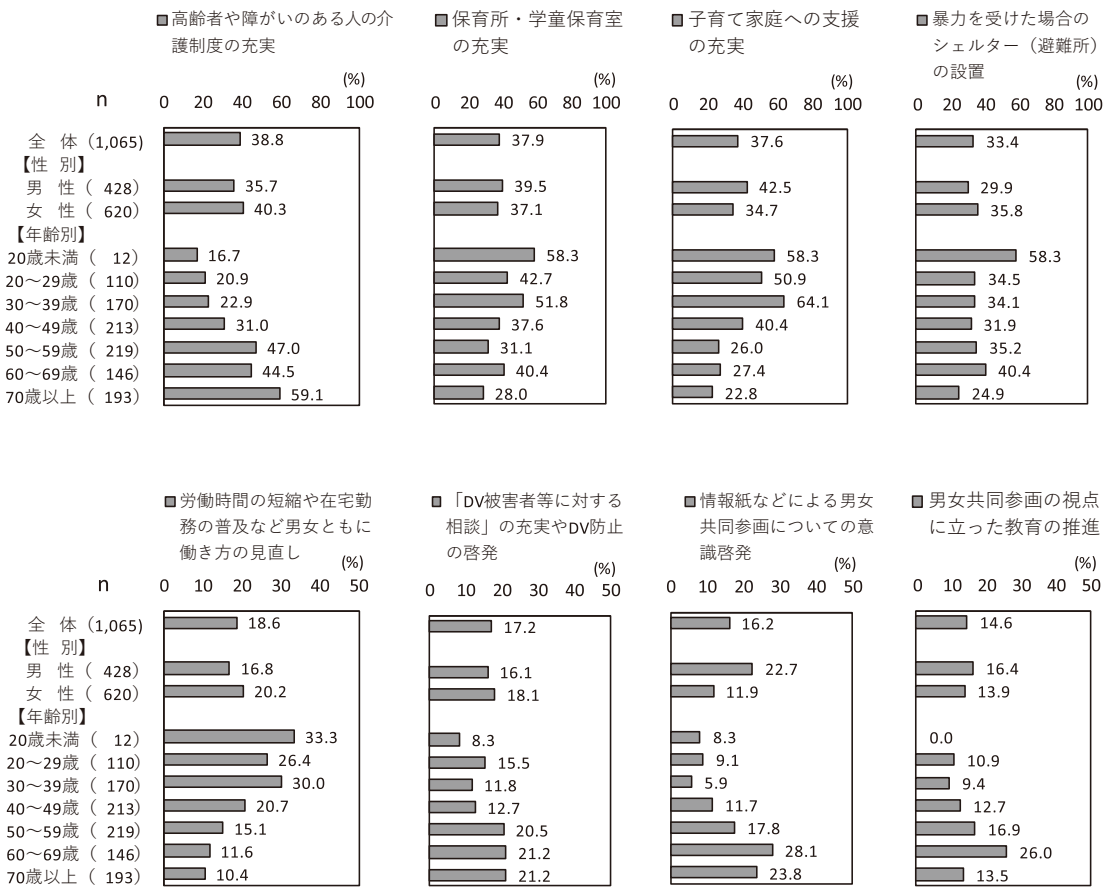 ■ 高齢者や障がいのある人の介
護制度の充実
(%)
n
0 20 40 60 80 100
全 体 (1,065) 38.8
【性 別】
男 性 ( 428) 35.7
女 性 ( 620) 40.3
【年齢別】
20歳未満 ( 12) 16.7
20～29歳 ( 110) 20.9
30～39歳 ( 170) 22.9
40～49歳 ( 213) 31.0
50～59歳 ( 219) 47.0
60～69歳 ( 146) 44.5
70歳以上 ( 193) 59.1
■ 保育所・学童保育室
の充実
(%)
0 20 40 60 80 100
37.9
39.5
37.1
58.3
42.7
51.8
37.6
31.1
40.4
28.0
■ 子育て家庭への支援
の充実
(%)
0 20 40 60 80 100
37.6
42.5
34.7
58.3
50.9
64.1
40.4
26.0
27.4
22.8
■ 暴力を受けた場合の
シェルター（避難所）
の設置
(%)
0 20 40 60 80 100
33.4
29.9
35.8
58.3
34.5
34.1
31.9
35.2
40.4
24.9
■ 労働時間の短縮や在宅勤
務の普及など男女ともに
働き方の見直し
(%)
n
0 10 20 30 40 50
全 体 (1,065) 18.6
【性 別】
男 性 ( 428) 16.8
女 性 ( 620) 20.2
【年齢別】
20歳未満 ( 12) 33.3
20～29歳 ( 110) 26.4
30～39歳 ( 170) 30.0
40～49歳 ( 213) 20.7
50～59歳 ( 219) 15.1
60～69歳 ( 146) 11.6
70歳以上 ( 193) 10.4
■ 「DV被害者等に対する
相談」の充実やDV防止
の啓発
(%)
0 10 20 30 40 50
17.2
16.1
18.1
8.3
15.5
11.8
12.7
20.5
21.2
21.2
■ 情報紙などによる男女
共同参画についての意
識啓発
(%)
0 10 20 30 40 50
16.2
22.7
11.9
8.3
9.1
5.9
11.7
17.8
28.1
23.8
■ 男女共同参画の視点
に立った教育の推進
(%)
0 10 20 30 40 50
14.6
16.4
13.9
0.0
10.9
9.4
12.7
16.9
26.0
13.5